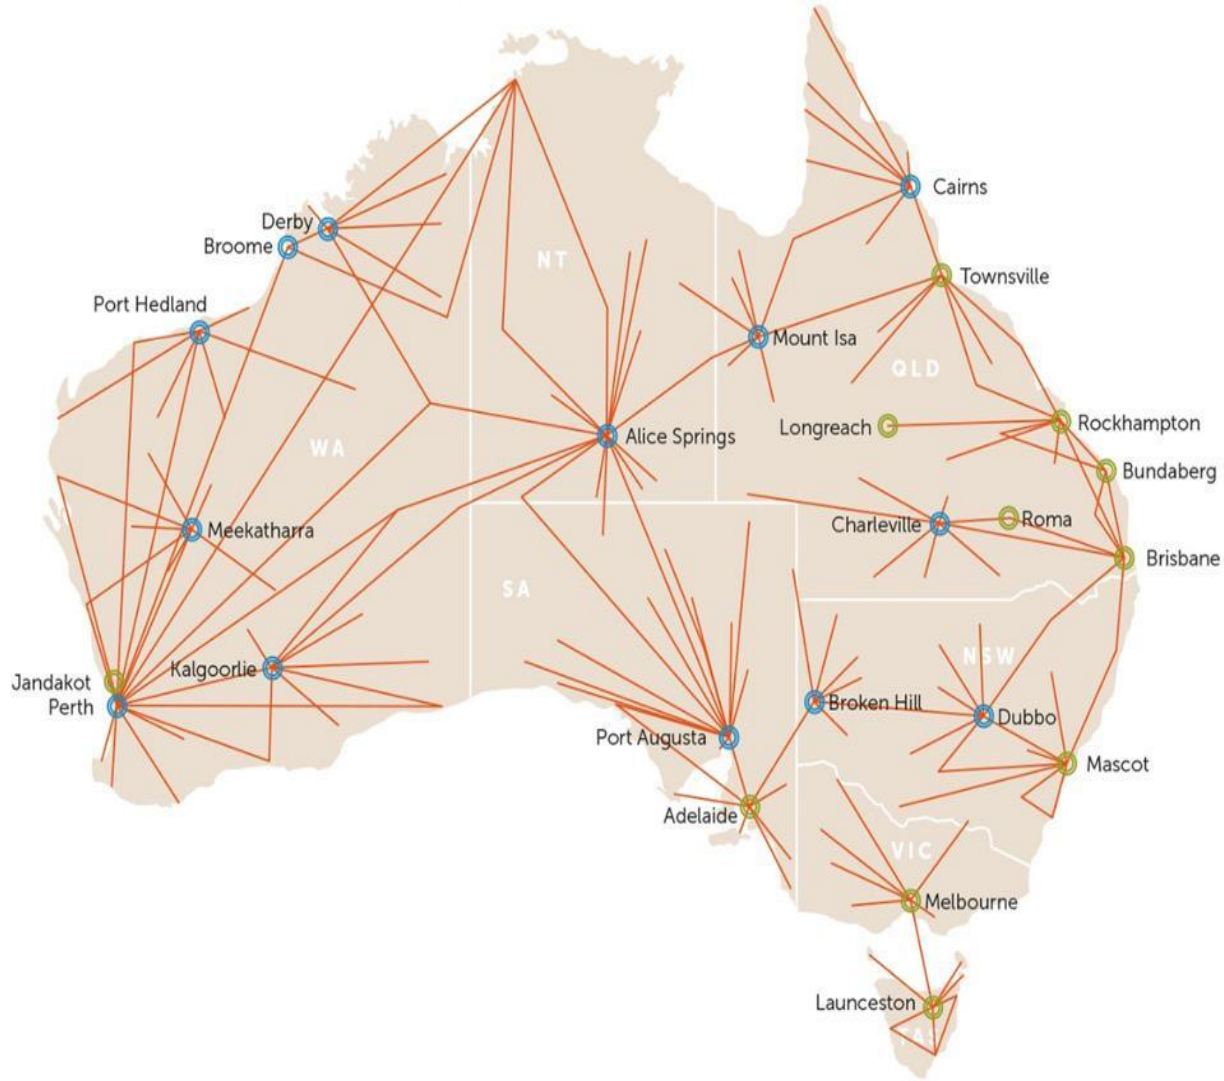 Cairns
Derby
Broome
NT
Townsville
Port Hedland
Mount Isa
QLD
Longreach
Rockhampton
Alice Springs
WA
Bundaberg
Charleville
Roma
Meekatharra
Brisbane
SA
NSW
Kalgoorlie
Jandakot
Perth
Broken Hill
Dubbo
Port Augusta
Mascot
Adelaide
VIC
Melbourne
Launceston
TAS